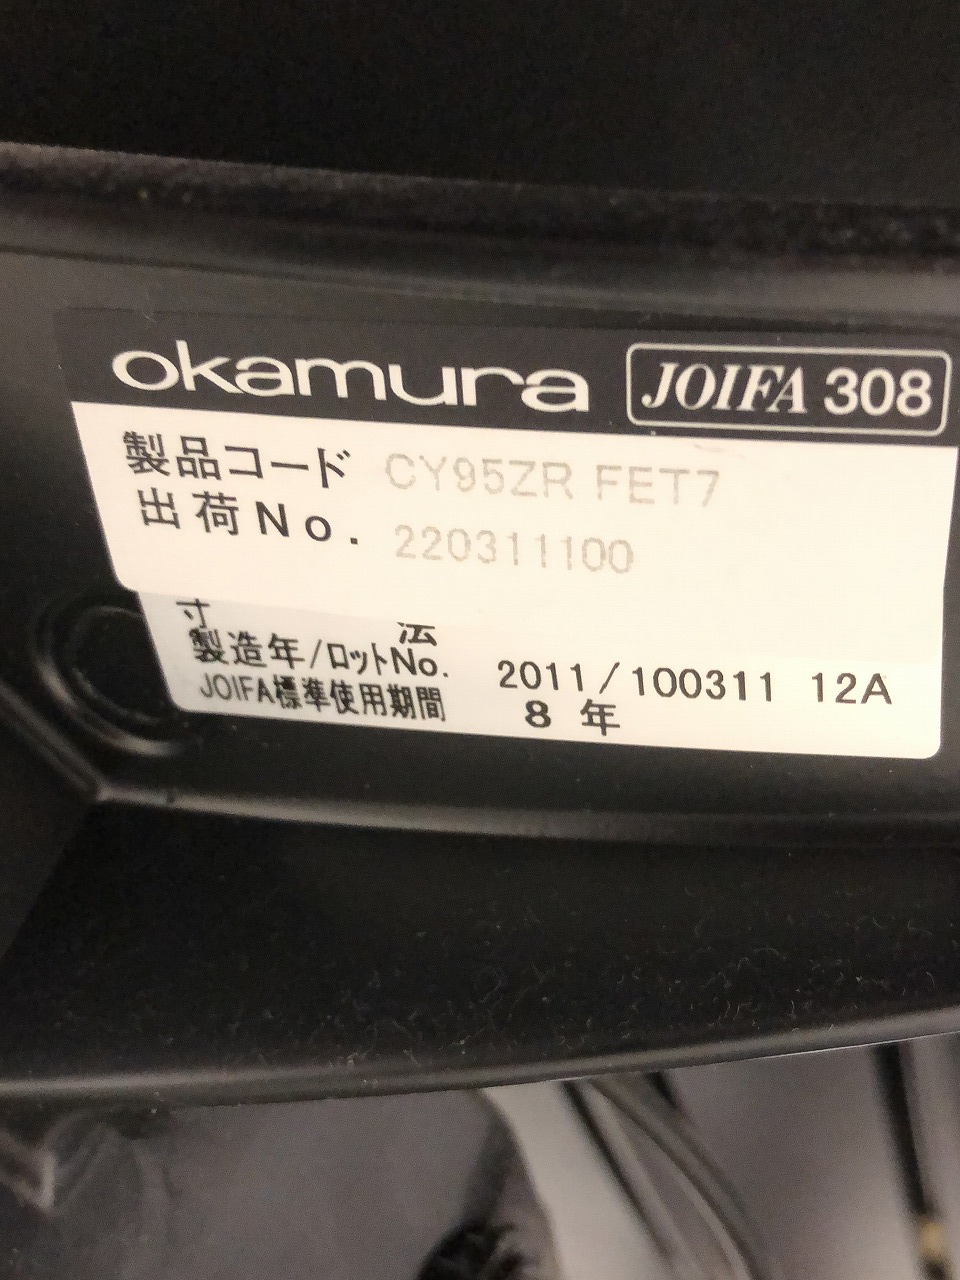 okamura JOIFA 308
製品コード CY95ZR FET7
出荷No. 220311100
寸 法
製造年/ロットNo. 2011/100311 12A
JOIFA標準使用期間 8 年